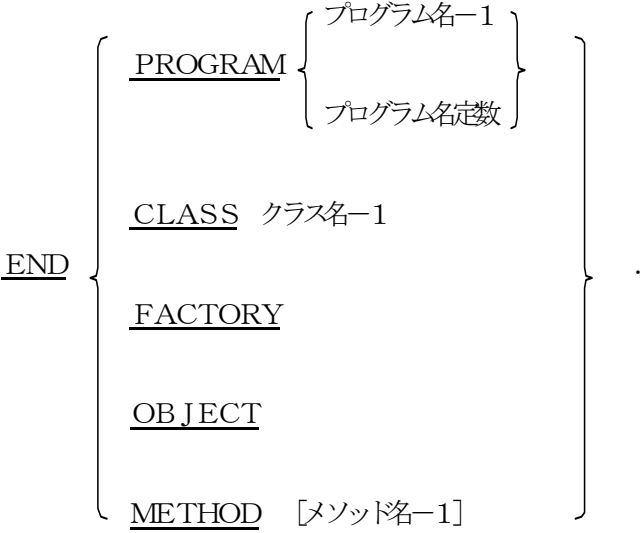 プログラム名－１
PROGRAM
プログラム名定数
CLASS クラス名－１
END
FACTORY
.
OBJECT
METHOD [メソッド名－１]